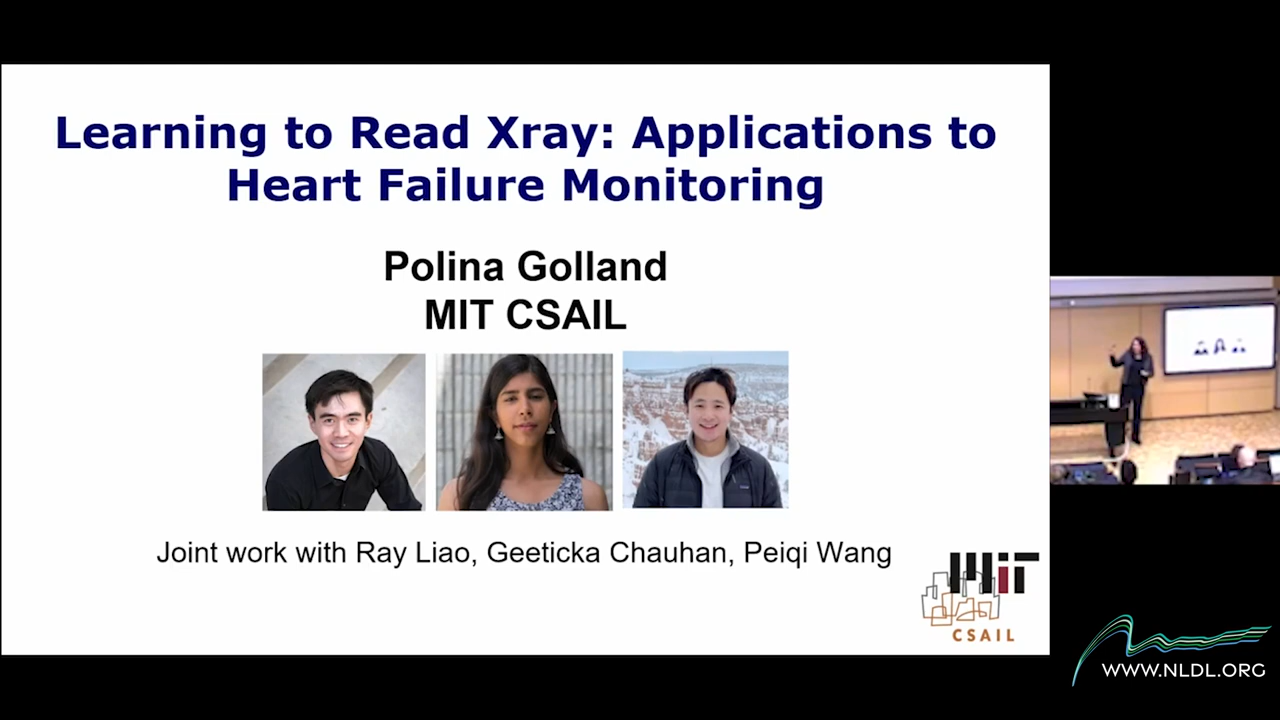 Learning to Read Xray: Applications to
Heart Failure Monitoring
Polina Golland
MIT CSAIL
Joint work with Ray Liao, Geeticka Chauhan, Peiqi Wang
MIT
CSAIL
WWW.NLDL.ORG